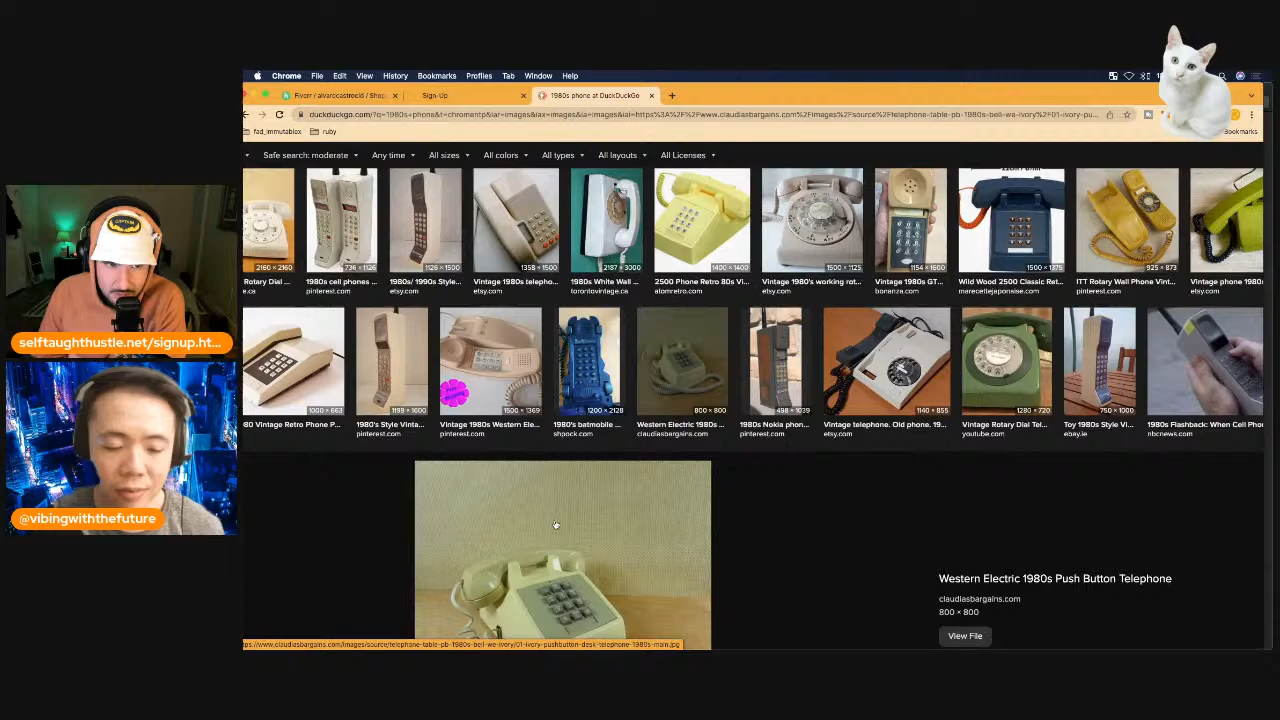 Chrome File Edit View History Bookmarks Profiles Tab Window Help
Fiverr / alvarocastrocid / Shop
Sign-Up
1980s phone at DuckDuckGo
duckduckgo.com/?q=1980s+phone&t=chromentp&iar=images&iax=images&ia=images&iai=https%3A%2F%2Fwww.claudiasbargains.com%2Fimages%2Fsource%2Ftelephone-table-pb-1980s-bell-we-ivory%2F01-ivory-pu...
fad_immutablex
ruby
Bookmarks
Safe search: moderate Any time All sizes All colors All types All layouts All Licenses
2160 × 2160
736 × 1126
1126 × 1500
1358 × 1500
2187 × 3000
1400 × 1400
1500 × 1125
1154 × 1600
1500 × 1375
925 × 873
Rotary Dial ...
1980s cell phones ...
1980s/ 1990s Style...
Vintage 1980s telepho...
1980s White Wall ...
2500 Phone Retro 80s Vi...
Vintage 1980's working rot...
Vintage 1980s GT...
Wild Wood 2500 Classic Ret...
ITT Rotary Wall Phone Vint...
Vintage phone 1980
e.ca
pinterest.com
etsy.com
etsy.com
torontovintage.ca
atomretro.com
etsy.com
bonanza.com
marecettejaponaise.com
pinterest.com
etsy.com
1000 × 663
1199 × 1600
1500 × 1369
1200 × 2128
800 × 800
498 × 1039
1140 × 855
1280 × 720
750 × 1000
80 Vintage Retro Phone P...
1980's Style Vinta...
Vintage 1980s Western Ele...
1980's batmobile ...
Western Electric 1980s ...
1980s Nokia phon...
Vintage telephone. Old phone. 19...
Vintage Rotary Dial Tel...
Toy 1980s Style Vi...
1980s Flashback: When Cell Pho
pinterest.com
pinterest.com
shpock.com
claudiasbargains.com
pinterest.com
etsy.com
youtube.com
ebay.ie
nbcnews.com
Western Electric 1980s Push Button Telephone
claudiasbargains.com
800 × 800
View File
ps://www.claudiasbargains.com/images/source/telephone-table-pb-1980s-bell-we-ivory/01-ivory-pushbutton-desk-telephone-1980s-main.jpg
CAPTAIN
selftaughthustle.net/signup.ht...
@vibingwiththefuture